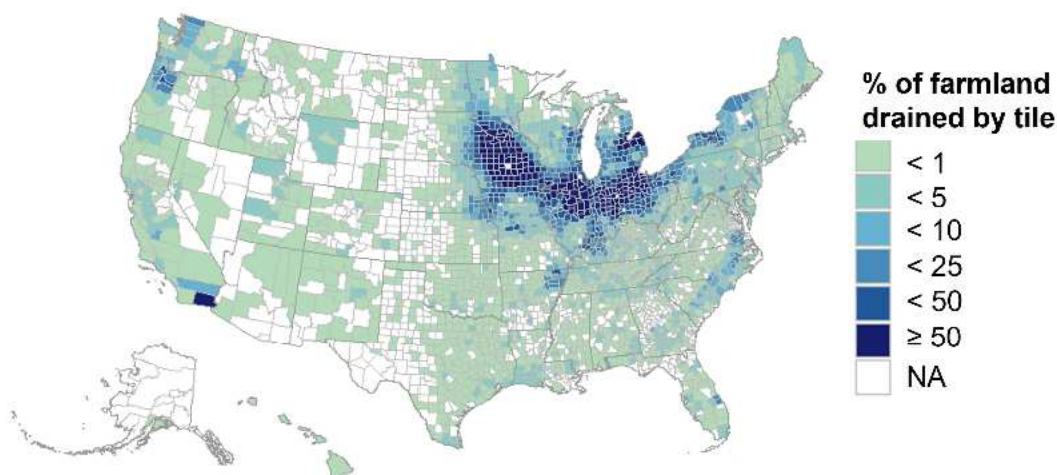 % of farmland
drained by tile
< 1
< 5
< 10
< 25
< 50
≥ 50
NA